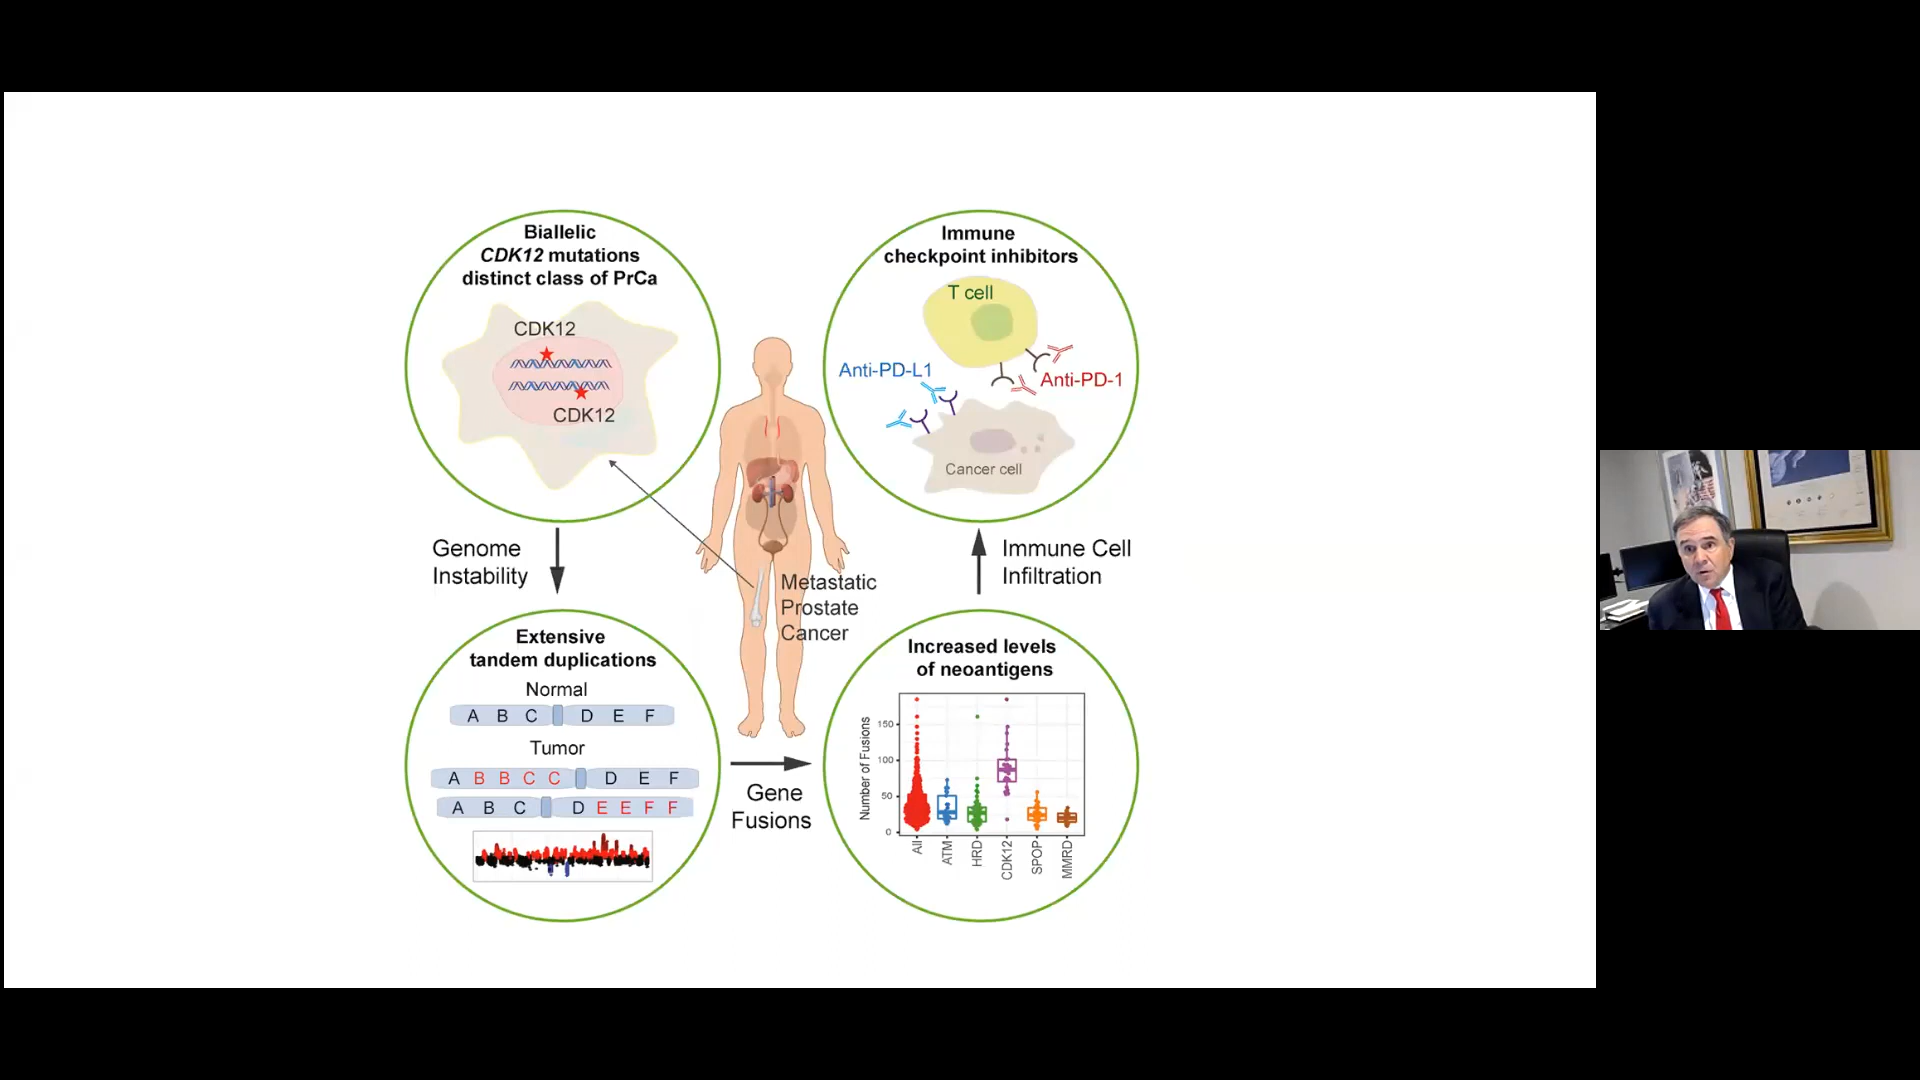 Biallelic
CDK12 mutations
distinct class of PrCa
CDK12
CDK12
Genome
Instability
Extensive
tandem duplications
Normal
A B C D E F
Tumor
A B B C C D E F
A B C D E E F F
Gene
Fusions
Metastatic
Prostate
Cancer
Increased levels
of neoantigens
Number of Fusions
150
100
50
0
All
ATM
HRD
CDK12
SPOP
MMRD
Immune Cell
Infiltration
Immune
checkpoint inhibitors
T cell
Anti-PD-L1
Anti-PD-1
Cancer cell